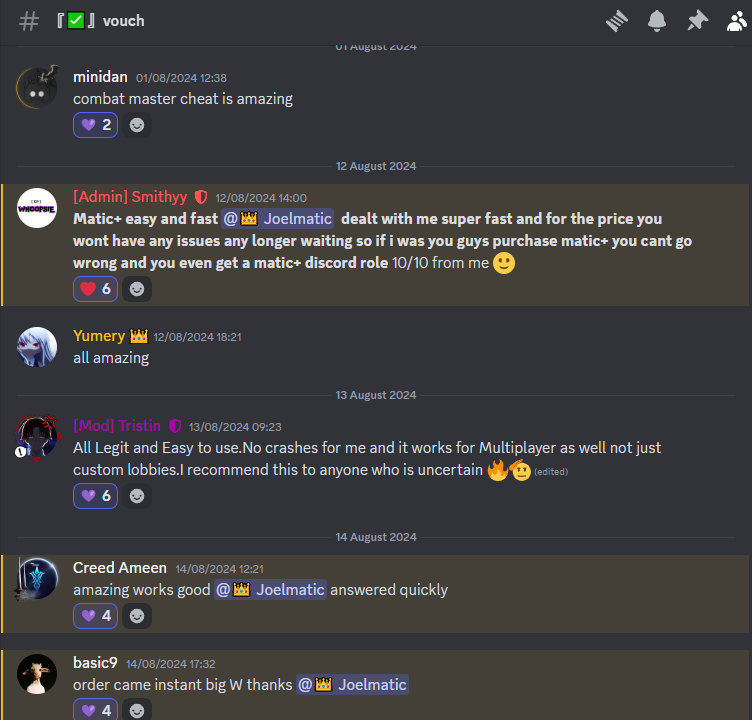 vouch
01 August 2024
minidan 01/08/2024 12:38
combat master cheat is amazing
2
12 August 2024
[Admin] Smithyy 12/08/2024 14:00
Matic+ easy and fast @👑 Joelmatic dealt with me super fast and for the price you
wont have any issues any longer waiting so if i was you guys purchase matic+ you cant go
wrong and you even get a matic+ discord role 10/10 from me 🙂
6
Yumery 👑 12/08/2024 18:21
all amazing
13 August 2024
[Mod] Tristin 13/08/2024 09:23
All Legit and Easy to use.No crashes for me and it works for Multiplayer as well not just
custom lobbies.I recommend this to anyone who is uncertain 🔥🫡 (edited)
6
14 August 2024
Creed Ameen 14/08/2024 12:21
amazing works good @👑 Joelmatic answered quickly
4
basic9 14/08/2024 17:32
order came instant big W thanks @👑 Joelmatic
4